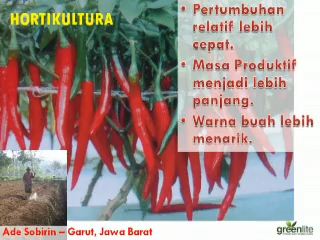 HORTIKULTURA
• Pertumbuhan
relatif lebih
cepat.
• Masa Produktif
menjadi lebih
panjang.
• Warna buah lebih
menarik.
Ade Sobirin – Garut, Jawa Barat
greenlite